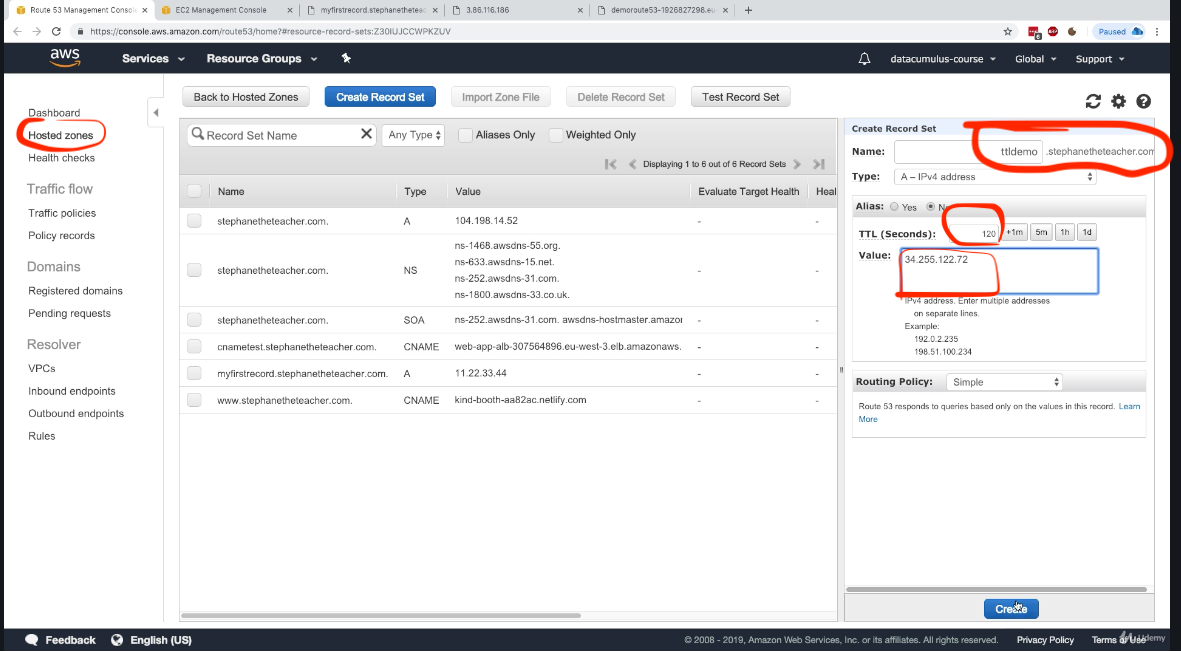 Route 53 Management Consol
EC2 Management Console
myfirstrecord.stephanetheteac
3.86.116.186
demoroute53-1926827298.eu
https://console.aws.amazon.com/route53/home?#resource-record-sets:Z30IUJCCWPKZUV
Paused
aws
Services
Resource Groups
datacumulus-course
Global
Support
Dashboard
Hosted zones
Health checks
Traffic flow
Traffic policies
Policy records
Domains
Registered domains
Pending requests
Resolver
VPCs
Inbound endpoints
Outbound endpoints
Rules
Back to Hosted Zones
Create Record Set
Import Zone File
Delete Record Set
Test Record Set
Record Set Name
Any Type
Aliases Only
Weighted Only
Displaying 1 to 6 out of 6 Record Sets
Name Type Value Evaluate Target Health Heal
stephanetheteacher.com. A 104.198.14.52 - -
ns-1468.awsdns-55.org.
ns-633.awsdns-15.net.
stephanetheteacher.com. NS - -
ns-252.awsdns-31.com.
ns-1800.awsdns-33.co.uk.
stephanetheteacher.com. SOA ns-252.awsdns-31.com. awsdns-hostmaster.amazon - -
cnametest.stephanetheteacher.com. CNAME web-app-alb-307564896.eu-west-3.elb.amazonaws. - -
myfirstrecord.stephanetheteacher.com. A 11.22.33.44 - -
www.stephanetheteacher.com. CNAME kind-booth-aa82ac.netlify.com - -
Create Record Set
Name: ttldemo .stephanetheteacher.com
Type: A – IPv4 address
Alias: Yes No
TTL (Seconds): 120 +1m 5m 1h 1d
Value: 34.255.122.72
IPv4 address. Enter multiple addresses
on separate lines.
Example:
192.0.2.235
198.51.100.234
Routing Policy: Simple
Route 53 responds to queries based only on the values in this record. Learn
More
Create
Feedback
English (US)
© 2008 - 2019, Amazon Web Services, Inc. or its affiliates. All rights reserved.
Privacy Policy
Terms of Use
Udemy